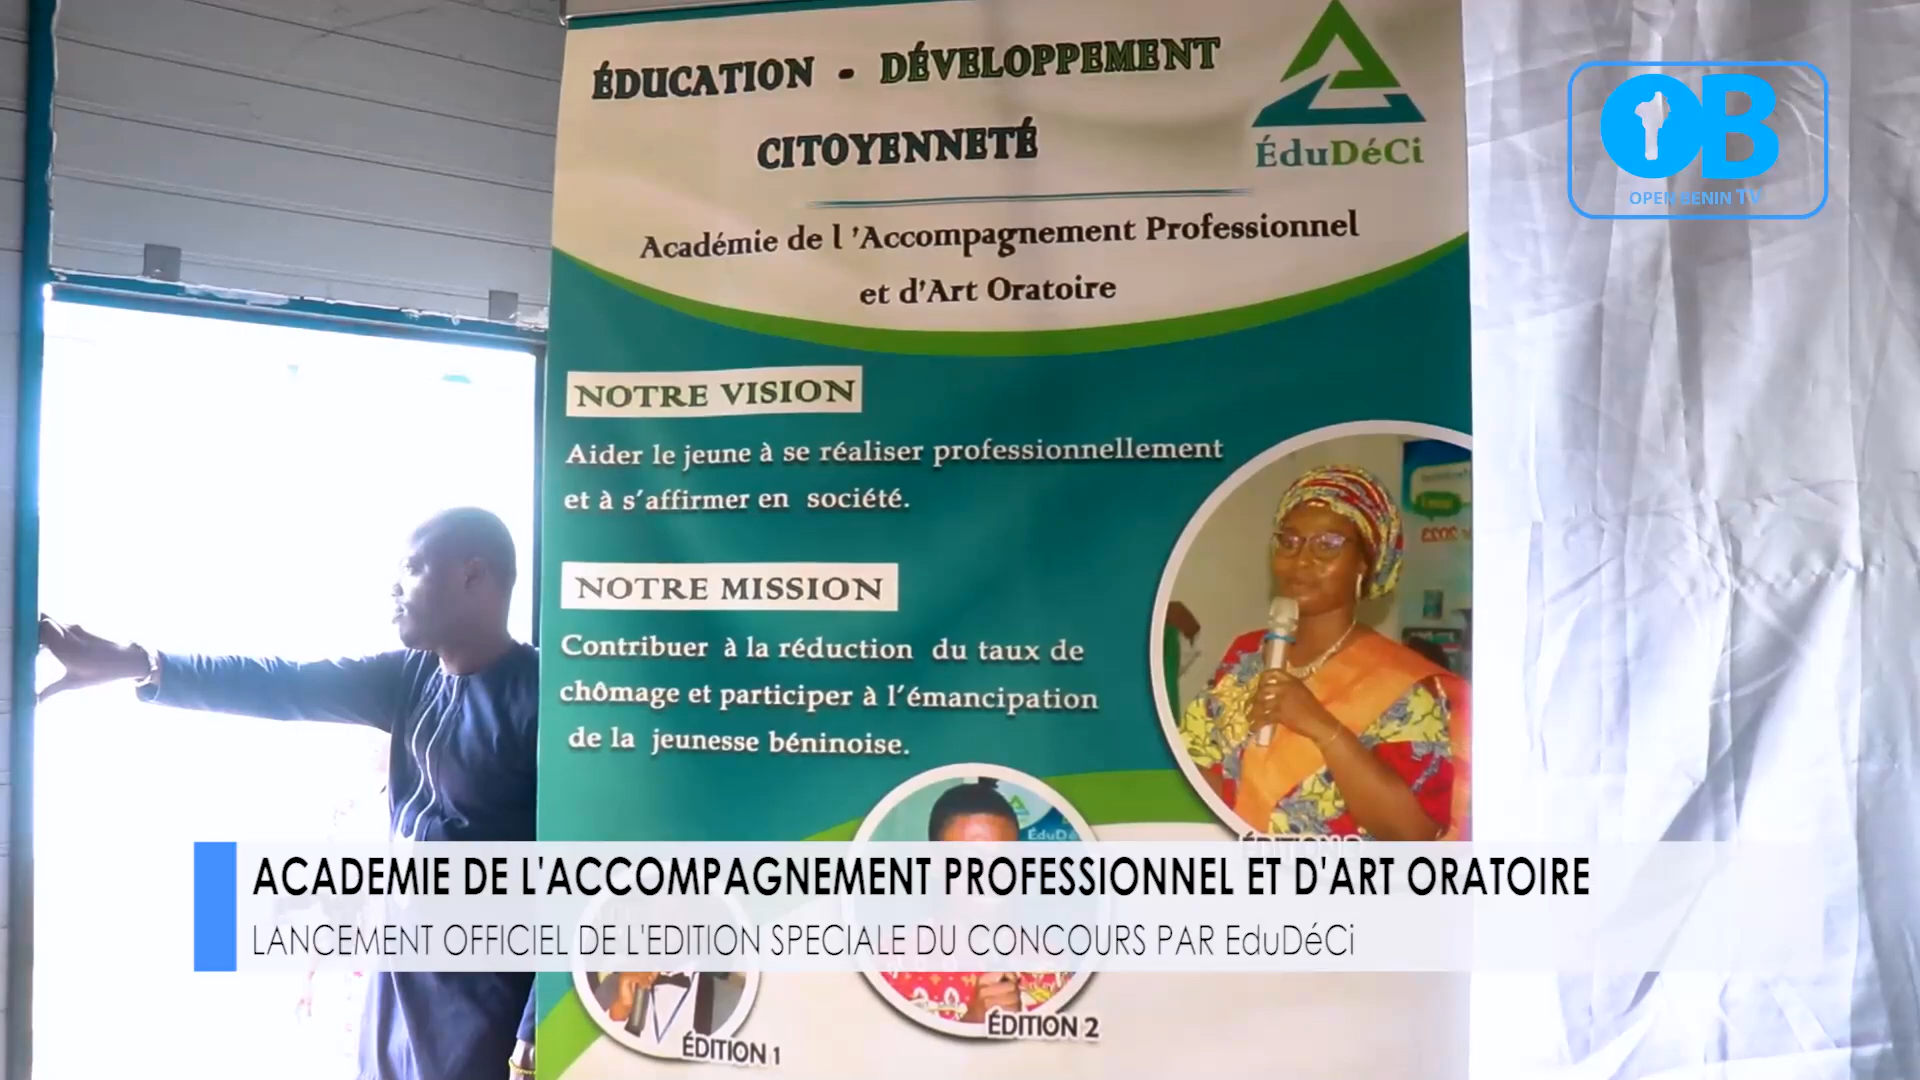 ÉDUCATION - DÉVELOPPEMENT
CITOYENNETÉ
ÉduDéCi
Académie de l 'Accompagnement Professionnel
et d'Art Oratoire
OB
OPEN BENIN TV
NOTRE VISION
Aider le jeune à se réaliser professionnellement
et à s'affirmer en société.
NOTRE MISSION
Contribuer à la réduction du taux de
chômage et participer à l'émancipation
de la jeunesse béninoise.
ACADEMIE DE L'ACCOMPAGNEMENT PROFESSIONNEL ET D'ART ORATOIRE
LANCEMENT OFFICIEL DE L'EDITION SPECIALE DU CONCOURS PAR EduDéCi
ÉDITION 2
ÉDITION 1